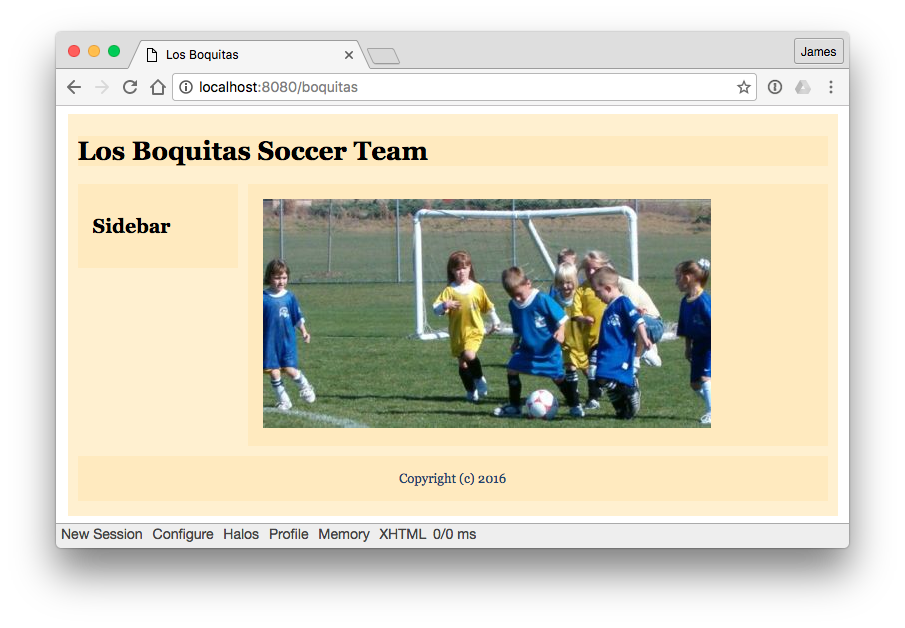 Los Boquitas
James
localhost:8080/boquitas
Los Boquitas Soccer Team
Sidebar
Copyright (c) 2016
New Session Configure Halos Profile Memory XHTML 0/0 ms